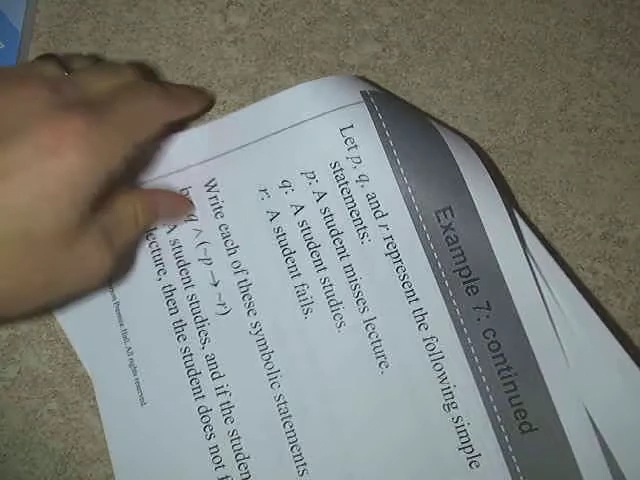 Example 7: continued
Let p, q, and r represent the following simple
statements:
p: A student misses lecture.
q: A student studies.
r: A student fails.
Write each of these symbolic statements
q ∧ (~p → ~r)
A student studies, and if the studen
lecture, then the student does not f
Prentice Hall. All rights reserved.